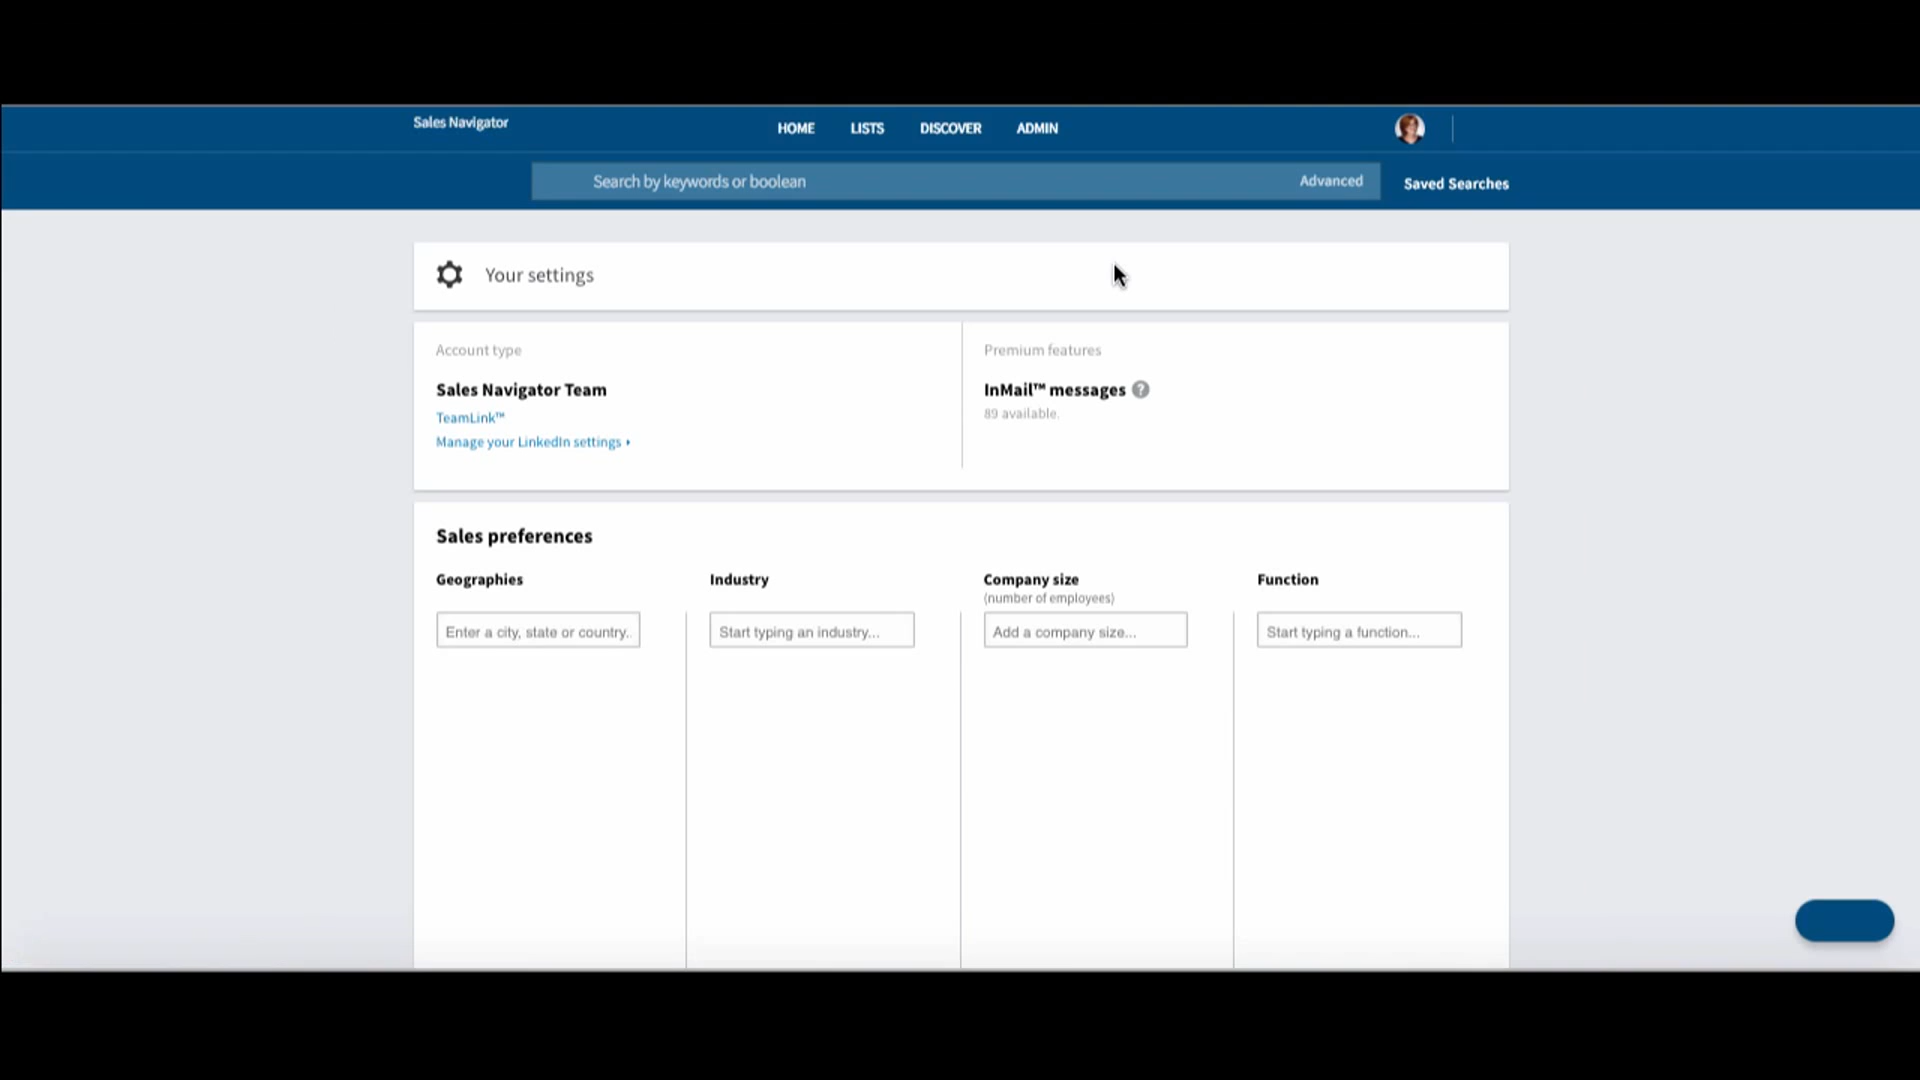 Sales Navigator
HOME LISTS DISCOVER ADMIN
Search by keywords or boolean Advanced Saved Searches
Your settings
Account type
Sales Navigator Team
TeamLink™
Manage your LinkedIn settings
Premium features
InMail™ messages ?
89 available.
Sales preferences
Geographies
Enter a city, state or country..
Industry
Start typing an industry...
Company size
(number of employees)
Add a company size...
Function
Start typing a function...